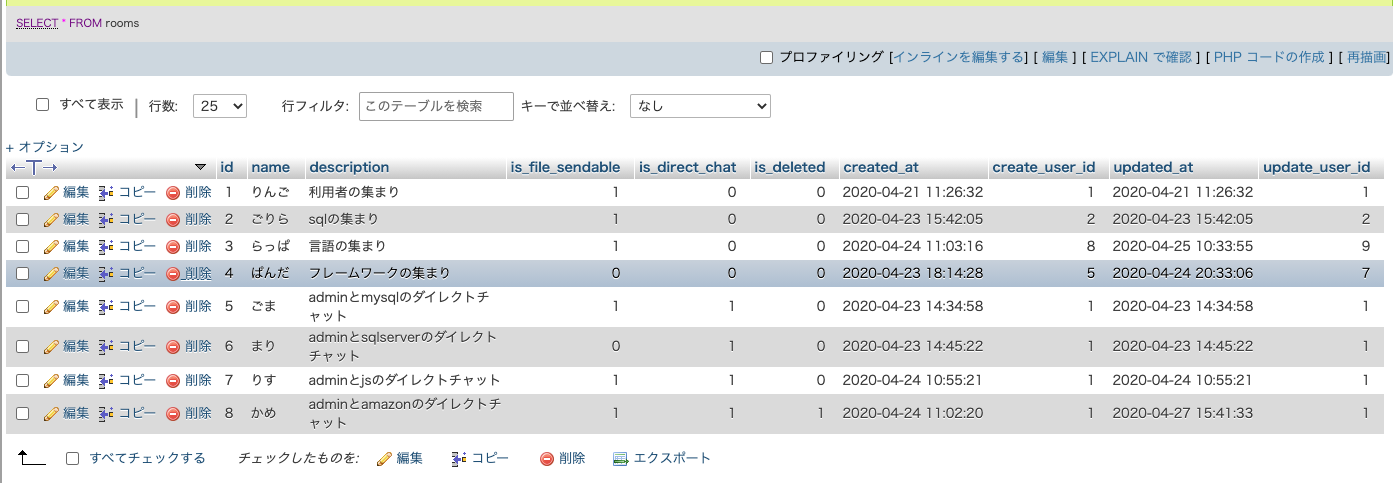 SELECT * FROM rooms
プロファイリング [インラインを編集する] [ 編集 ] [ EXPLAIN で確認 ] [ PHP コードの作成 ] [ 再描画]
すべて表示 | 行数: 25 行フィルタ: このテーブルを検索 キーで並べ替え: なし
+ オプション
←T→ id name description is_file_sendable is_direct_chat is_deleted created_at create_user_id updated_at update_user_id
編集 コピー 削除 1 りんご 利用者の集まり 1 0 0 2020-04-21 11:26:32 1 2020-04-21 11:26:32 1
編集 コピー 削除 2 ごりら sqlの集まり 1 0 0 2020-04-23 15:42:05 2 2020-04-23 15:42:05 2
編集 コピー 削除 3 らっぱ 言語の集まり 1 0 0 2020-04-24 11:03:16 8 2020-04-25 10:33:55 9
編集 コピー 削除 4 ぱんだ フレームワークの集まり 0 0 0 2020-04-23 18:14:28 5 2020-04-24 20:33:06 7
編集 コピー 削除 5 ごま adminとmysqlのダイレクトチ
ャット 1 1 0 2020-04-23 14:34:58 1 2020-04-23 14:34:58 1
編集 コピー 削除 6 まり adminとsqlserverのダイレクト
チャット 0 1 0 2020-04-23 14:45:22 1 2020-04-23 14:45:22 1
編集 コピー 削除 7 りす adminとjsのダイレクトチャット 1 1 0 2020-04-24 10:55:21 1 2020-04-24 10:55:21 1
編集 コピー 削除 8 かめ adminとamazonのダイレクトチ
ャット 1 1 1 2020-04-24 11:02:20 1 2020-04-27 15:41:33 1
すべてチェックする チェックしたものを: 編集 コピー 削除 エクスポート